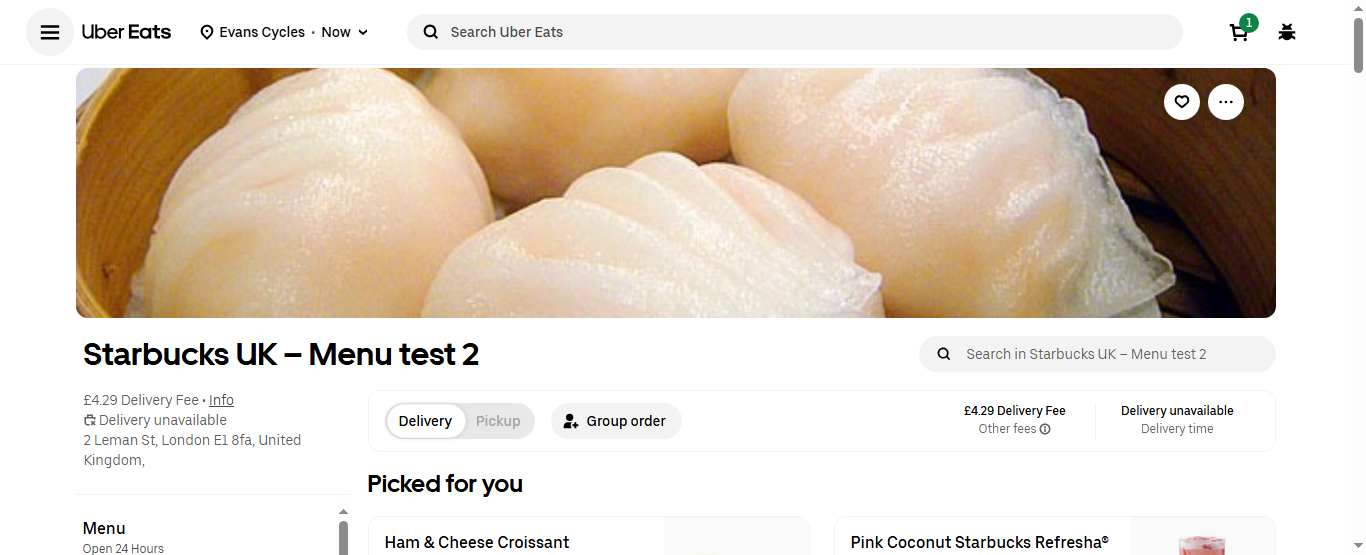 Uber Eats
Evans Cycles • Now
Search Uber Eats
1
Starbucks UK – Menu test 2
Search in Starbucks UK – Menu test 2
£4.29 Delivery Fee • Info
Delivery unavailable
2 Leman St, London E1 8fa, United
Kingdom,
Delivery
Pickup
Group order
£4.29 Delivery Fee
Other fees
Delivery unavailable
Delivery time
Picked for you
Menu
Open 24 Hours
Ham & Cheese Croissant
Pink Coconut Starbucks Refresha®